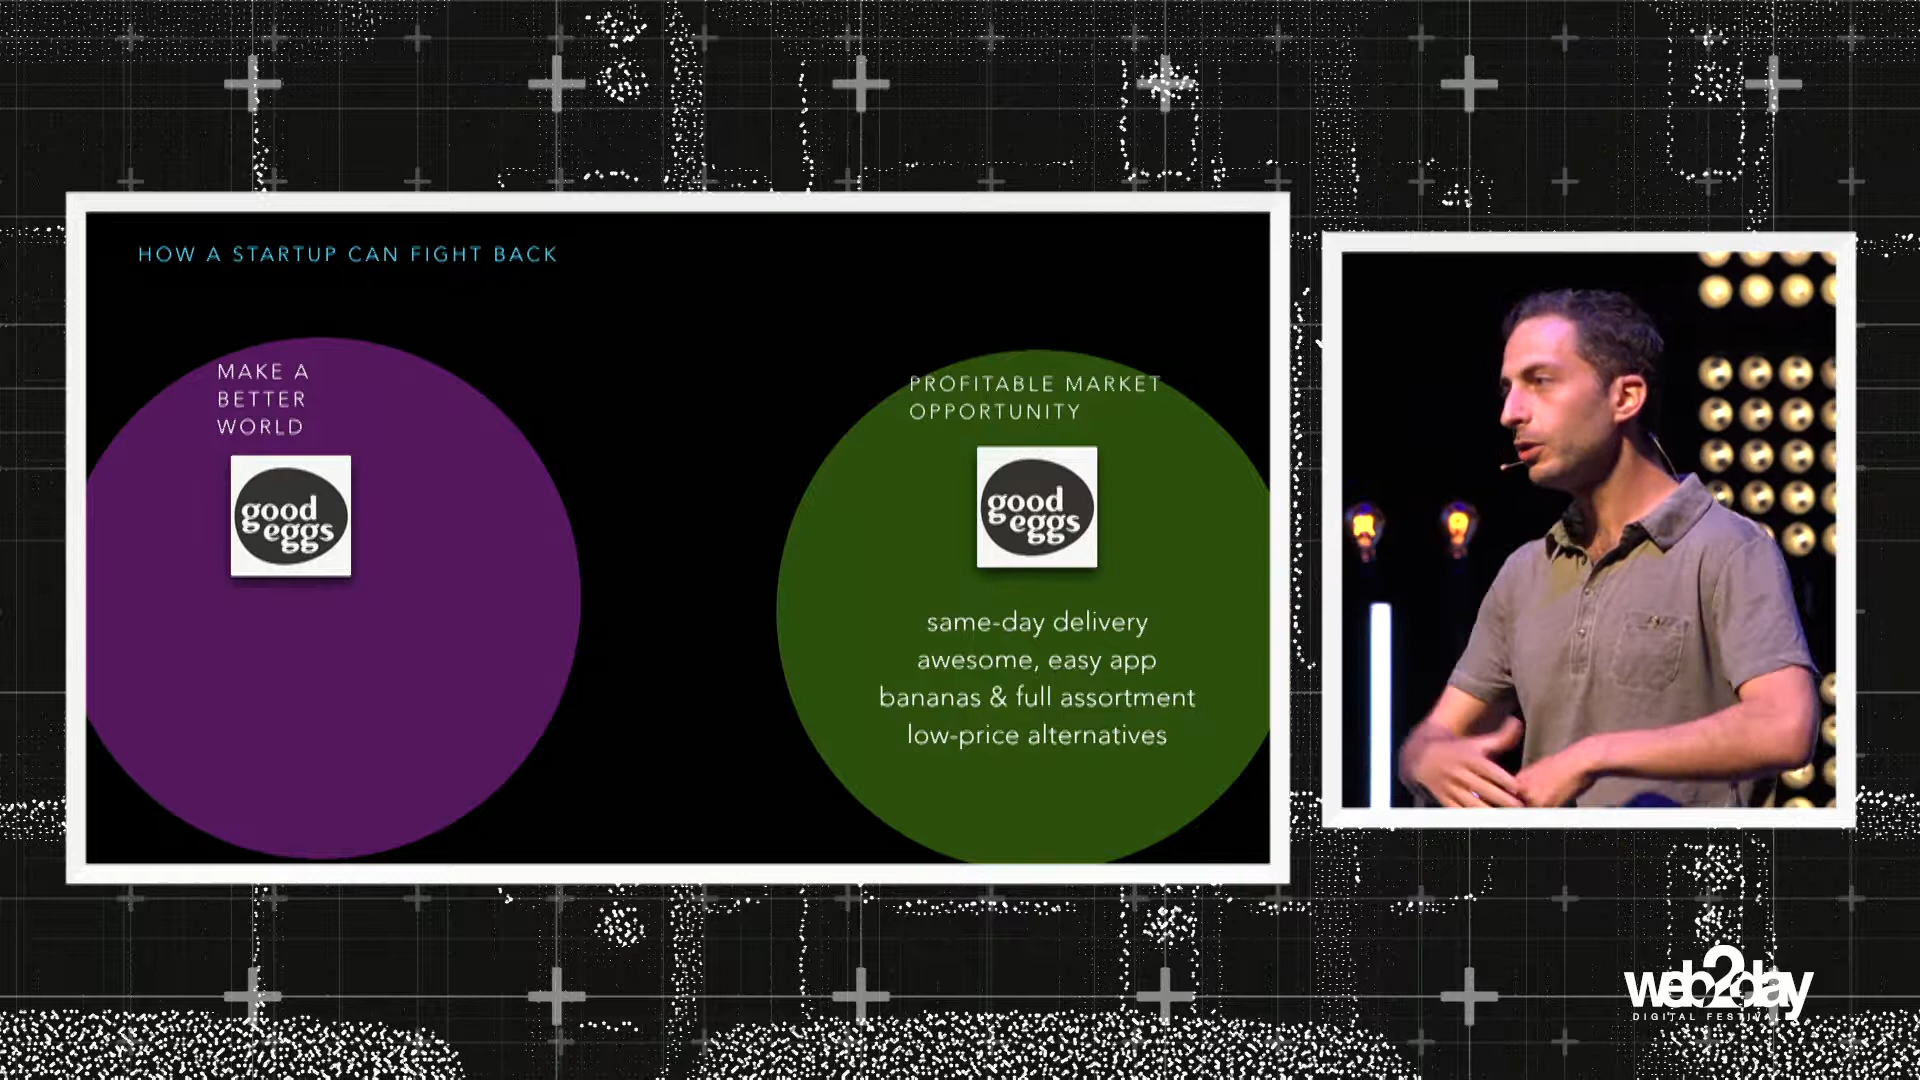 HOW A STARTUP CAN FIGHT BACK
MAKE A
BETTER
WORLD
good
eggs
PROFITABLE MARKET
OPPORTUNITY
good
eggs
same-day delivery
awesome, easy app
bananas & full assortment
low-price alternatives
web2day
DIGITAL FESTIVAL